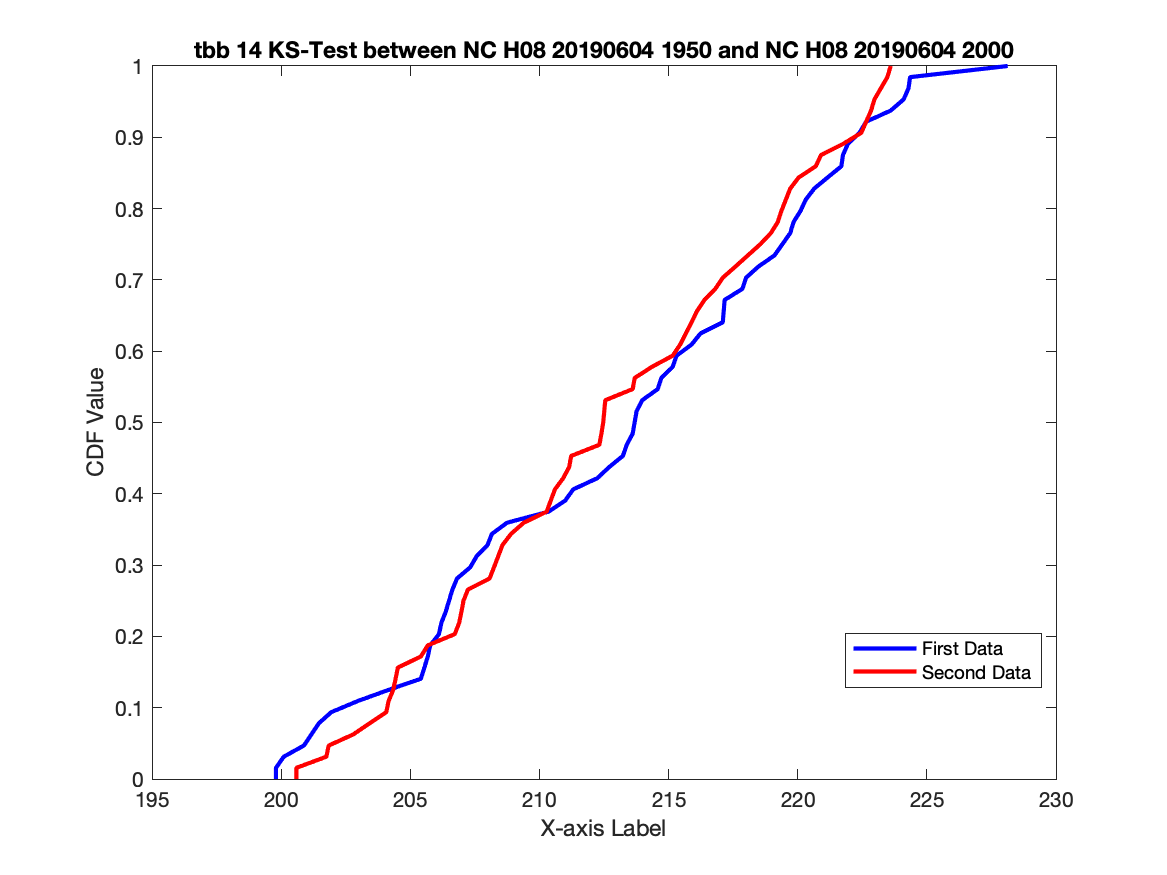 tbb 14 KS-Test between NC H08 20190604 1950 and NC H08 20190604 2000
1
0.9
0.8
0.7
0.6
0.5
0.4
0.3
0.2
0.1
0
CDF Value
First Data
Second Data
195 200 205 210 215 220 225 230
X-axis Label